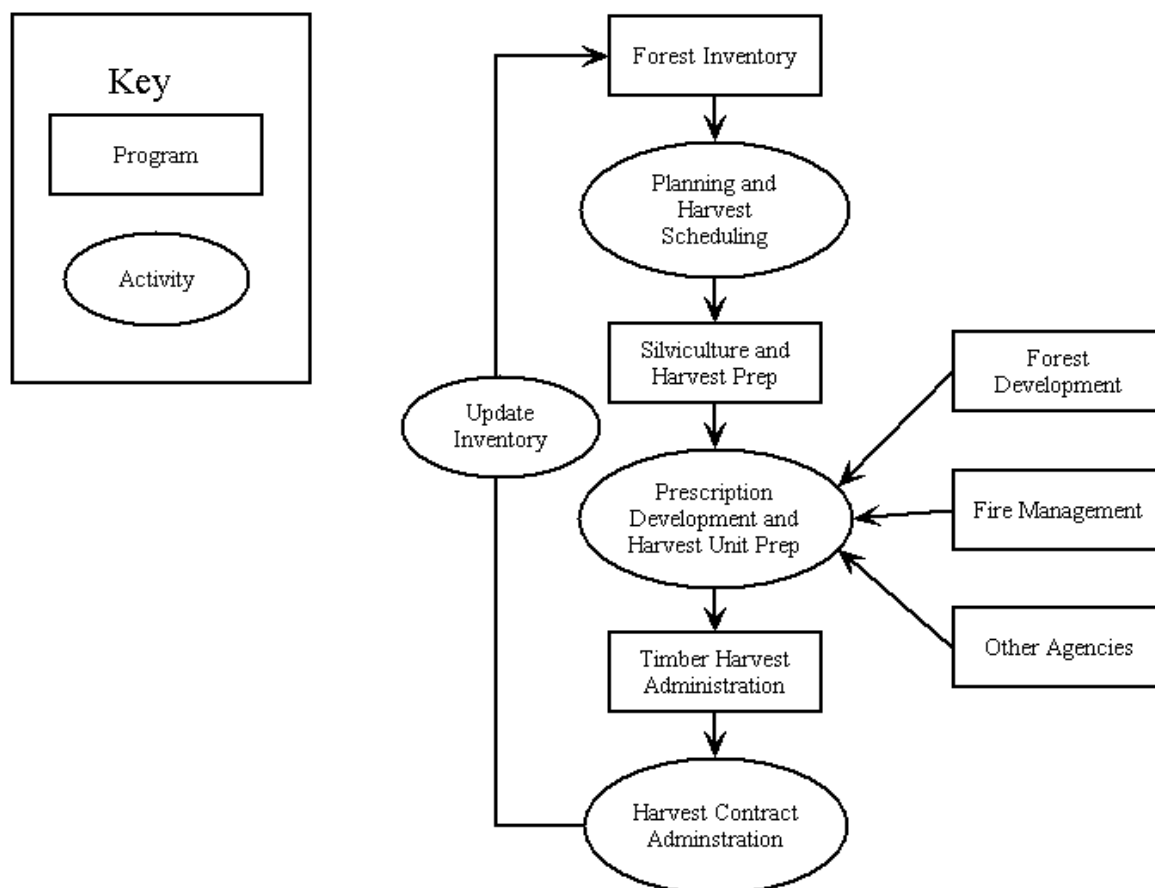 Key
Program
Activity
Forest Inventory
Planning and
Harvest
Scheduling
Silviculture and
Harvest Prep
Update
Inventory
Prescription
Development and
Harvest Unit Prep
Forest
Development
Fire Management
Other Agencies
Timber Harvest
Administration
Harvest Contract
Adminstration